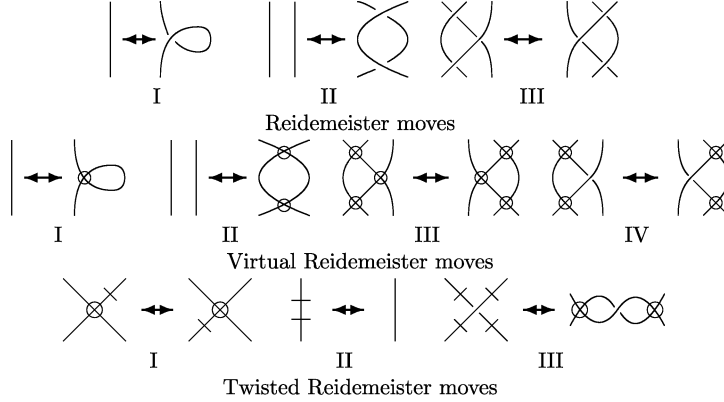 I II III
Reidemeister moves
I II III IV
Virtual Reidemeister moves
I II III
Twisted Reidemeister moves